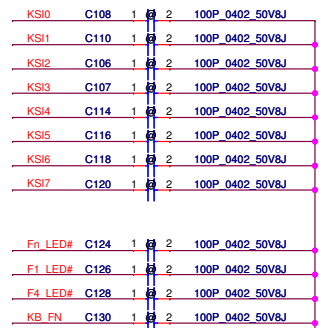 KSI0 C108 1 @ 2 100P_0402_50V8J
KSI1 C110 1 @ 2 100P_0402_50V8J
KSI2 C106 1 @ 2 100P_0402_50V8J
KSI3 C107 1 @ 2 100P_0402_50V8J
KSI4 C114 1 @ 2 100P_0402_50V8J
KSI5 C116 1 @ 2 100P_0402_50V8J
KSI6 C118 1 @ 2 100P_0402_50V8J
KSI7 C120 1 @ 2 100P_0402_50V8J
Fn_LED# C124 1 @ 2 100P_0402_50V8J
F1_LED# C126 1 @ 2 100P_0402_50V8J
F4_LED# C128 1 @ 2 100P_0402_50V8J
KB_FN C130 1 @ 2 100P_0402_50V8J